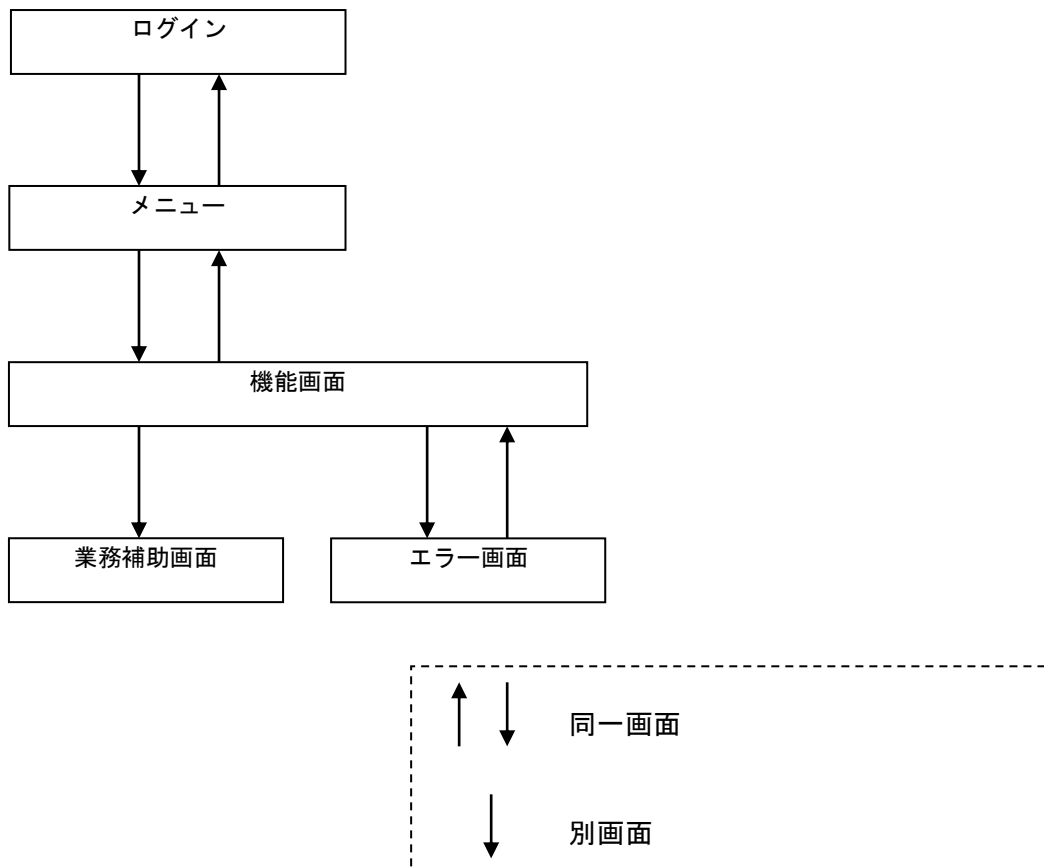 ログイン
メニュー
機能画面
業務補助画面
エラー画面
同一画面
別画面